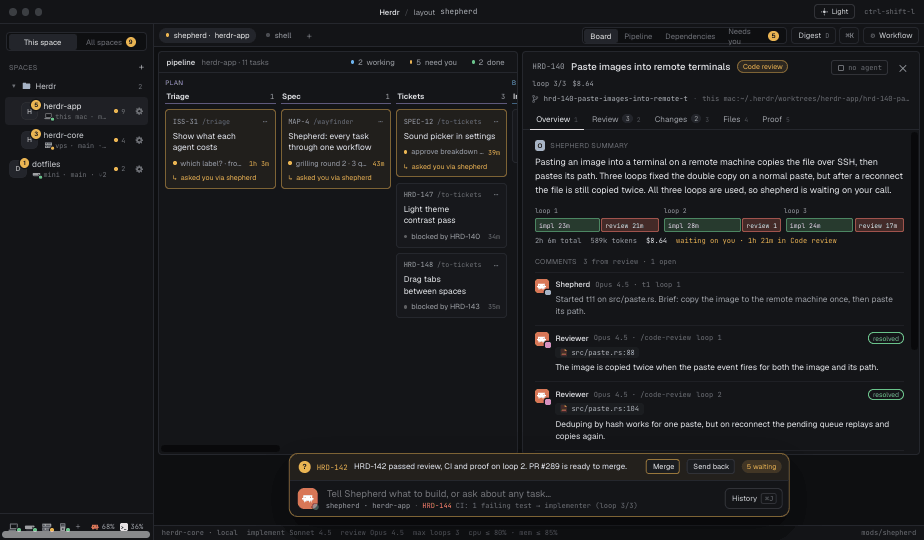 Herdr / layout shepherd
Light
ctrl-shift-l
This space
All spaces 9
shepherd · herdr-app
shell
+
Board
Pipeline
Dependencies
Needs you 5
Digest D
⌘K
Workflow
SPACES
+
Herdr 2
5 H herdr-app
this mac · m…
9
3 H herdr-core
vps · main ·…
4
1 D dotfiles
mini · main · ~2
2
pipeline herdr-app · 11 tasks
2 working
5 need you
2 done
PLAN
Triage 1
Spec 1
Tickets 3
ISS-31 /triage
Show what each
agent costs
which label? · fro… 1h 3m
↳ asked you via shepherd
MAP-4 /wayfinder
Shepherd: every task
through one workflow
grilling round 2 · 3 q… 43m
↳ asked you via shepherd
SPEC-12 /to-tickets
Sound picker in settings
approve breakdown … 39m
↳ asked you via shepherd
HRD-147 /to-tickets
Light theme
contrast pass
blocked by HRD-140 34m
HRD-148 /to-tickets
Drag tabs
between spaces
blocked by HRD-143 35m
HRD-140 Paste images into remote terminals Code review
no agent
loop 3/3 $8.64
hrd-140-paste-images-into-remote-t · this mac:~/.herdr/worktrees/herdr-app/hrd-140-pa…
Overview 1
Review 3 2
Changes 2 3
Files 4
Proof 5
SHEPHERD SUMMARY
Pasting an image into a terminal on a remote machine copies the file over SSH, then
pastes its path. Three loops fixed the double copy on a normal paste, but after a reconnect
the file is still copied twice. All three loops are used, so shepherd is waiting on your call.
loop 1
loop 2
loop 3
impl 23m
review 21m
impl 28m
review 1
impl 24m
review 17m
2h 6m total 589k tokens $8.64 waiting on you · 1h 21m in Code review
COMMENTS 3 from review · 1 open
Shepherd Opus 4.5 · t1 loop 1
Started t11 on src/paste.rs. Brief: copy the image to the remote machine once, then paste
its path.
Reviewer Opus 4.5 · /code-review loop 1
resolved
src/paste.rs:88
The image is copied twice when the paste event fires for both the image and its path.
Reviewer Opus 4.5 · /code-review loop 2
resolved
src/paste.rs:104
Deduping by hash works for one paste, but on reconnect the pending queue replays and
copies again.
? HRD-142 HRD-142 passed review, CI and proof on loop 2. PR #289 is ready to merge.
Merge
Send back
5 waiting
Tell Shepherd what to build, or ask about any task…
shepherd · herdr-app · HRD-144 CI: 1 failing test → implementer (loop 3/3)
History ⌘J
+
68%
36%
herdr-core · local implement Sonnet 4.5 review Opus 4.5 max loops 3 cpu ≤ 80% · mem ≤ 85%
mods/shepherd